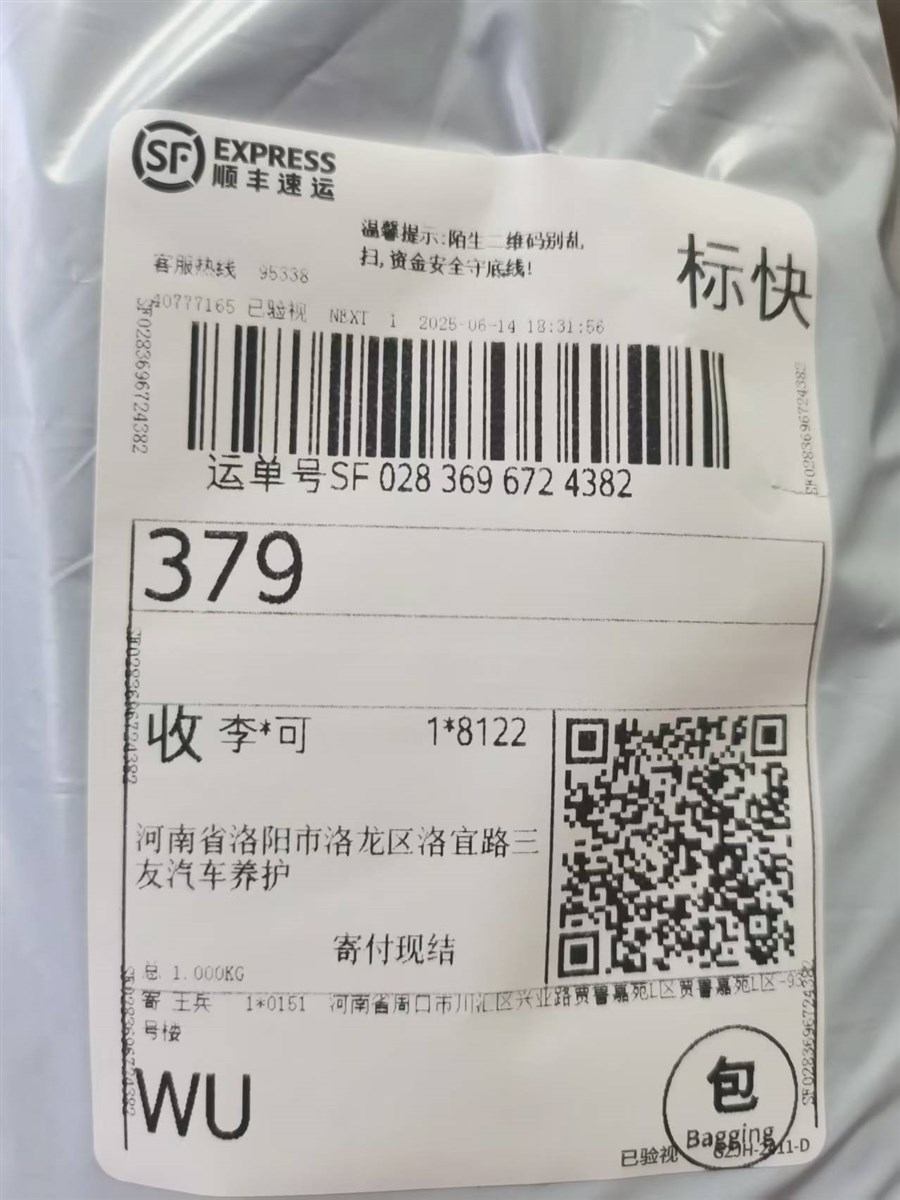 SF EXPRESS
顺丰速运
温馨提示:陌生二维码别乱
扫,资金安全守底线!
标快
客服热线 95338
40777165 已验视 NEXT 1 2025-06-14 18:31:56
SF0283696724382
SF0283696724382
运单号SF 028 369 672 4382
379
SF0283696724382
收 李*可 1*8122
河南省洛阳市洛龙区洛宜路三
友汽车养护
寄付现结
总 1.000KG
寄 王兵 1*0151 河南省周口市川汇区兴业路贾鲁嘉苑L区贾鲁嘉苑L区
号楼
SF0283696724382
SF0283696724382
WU
包
Bagging
已验视